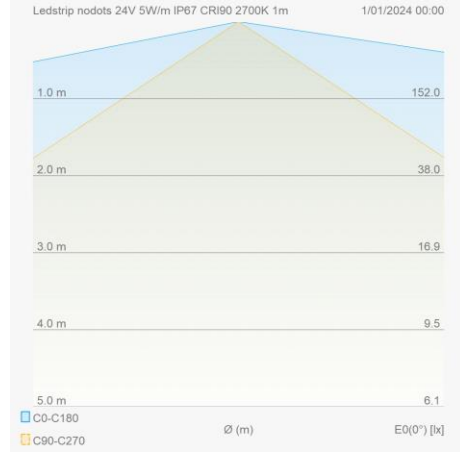 Ledstrip nodots 24V 5W/m IP67 CRI90 2700K 1m 1/01/2024 00:00
1.0 m 152.0
2.0 m 38.0
3.0 m 16.9
4.0 m 9.5
5.0 m 6.1
C0-C180
Ø (m) E0(0°) [lx]
C90-C270